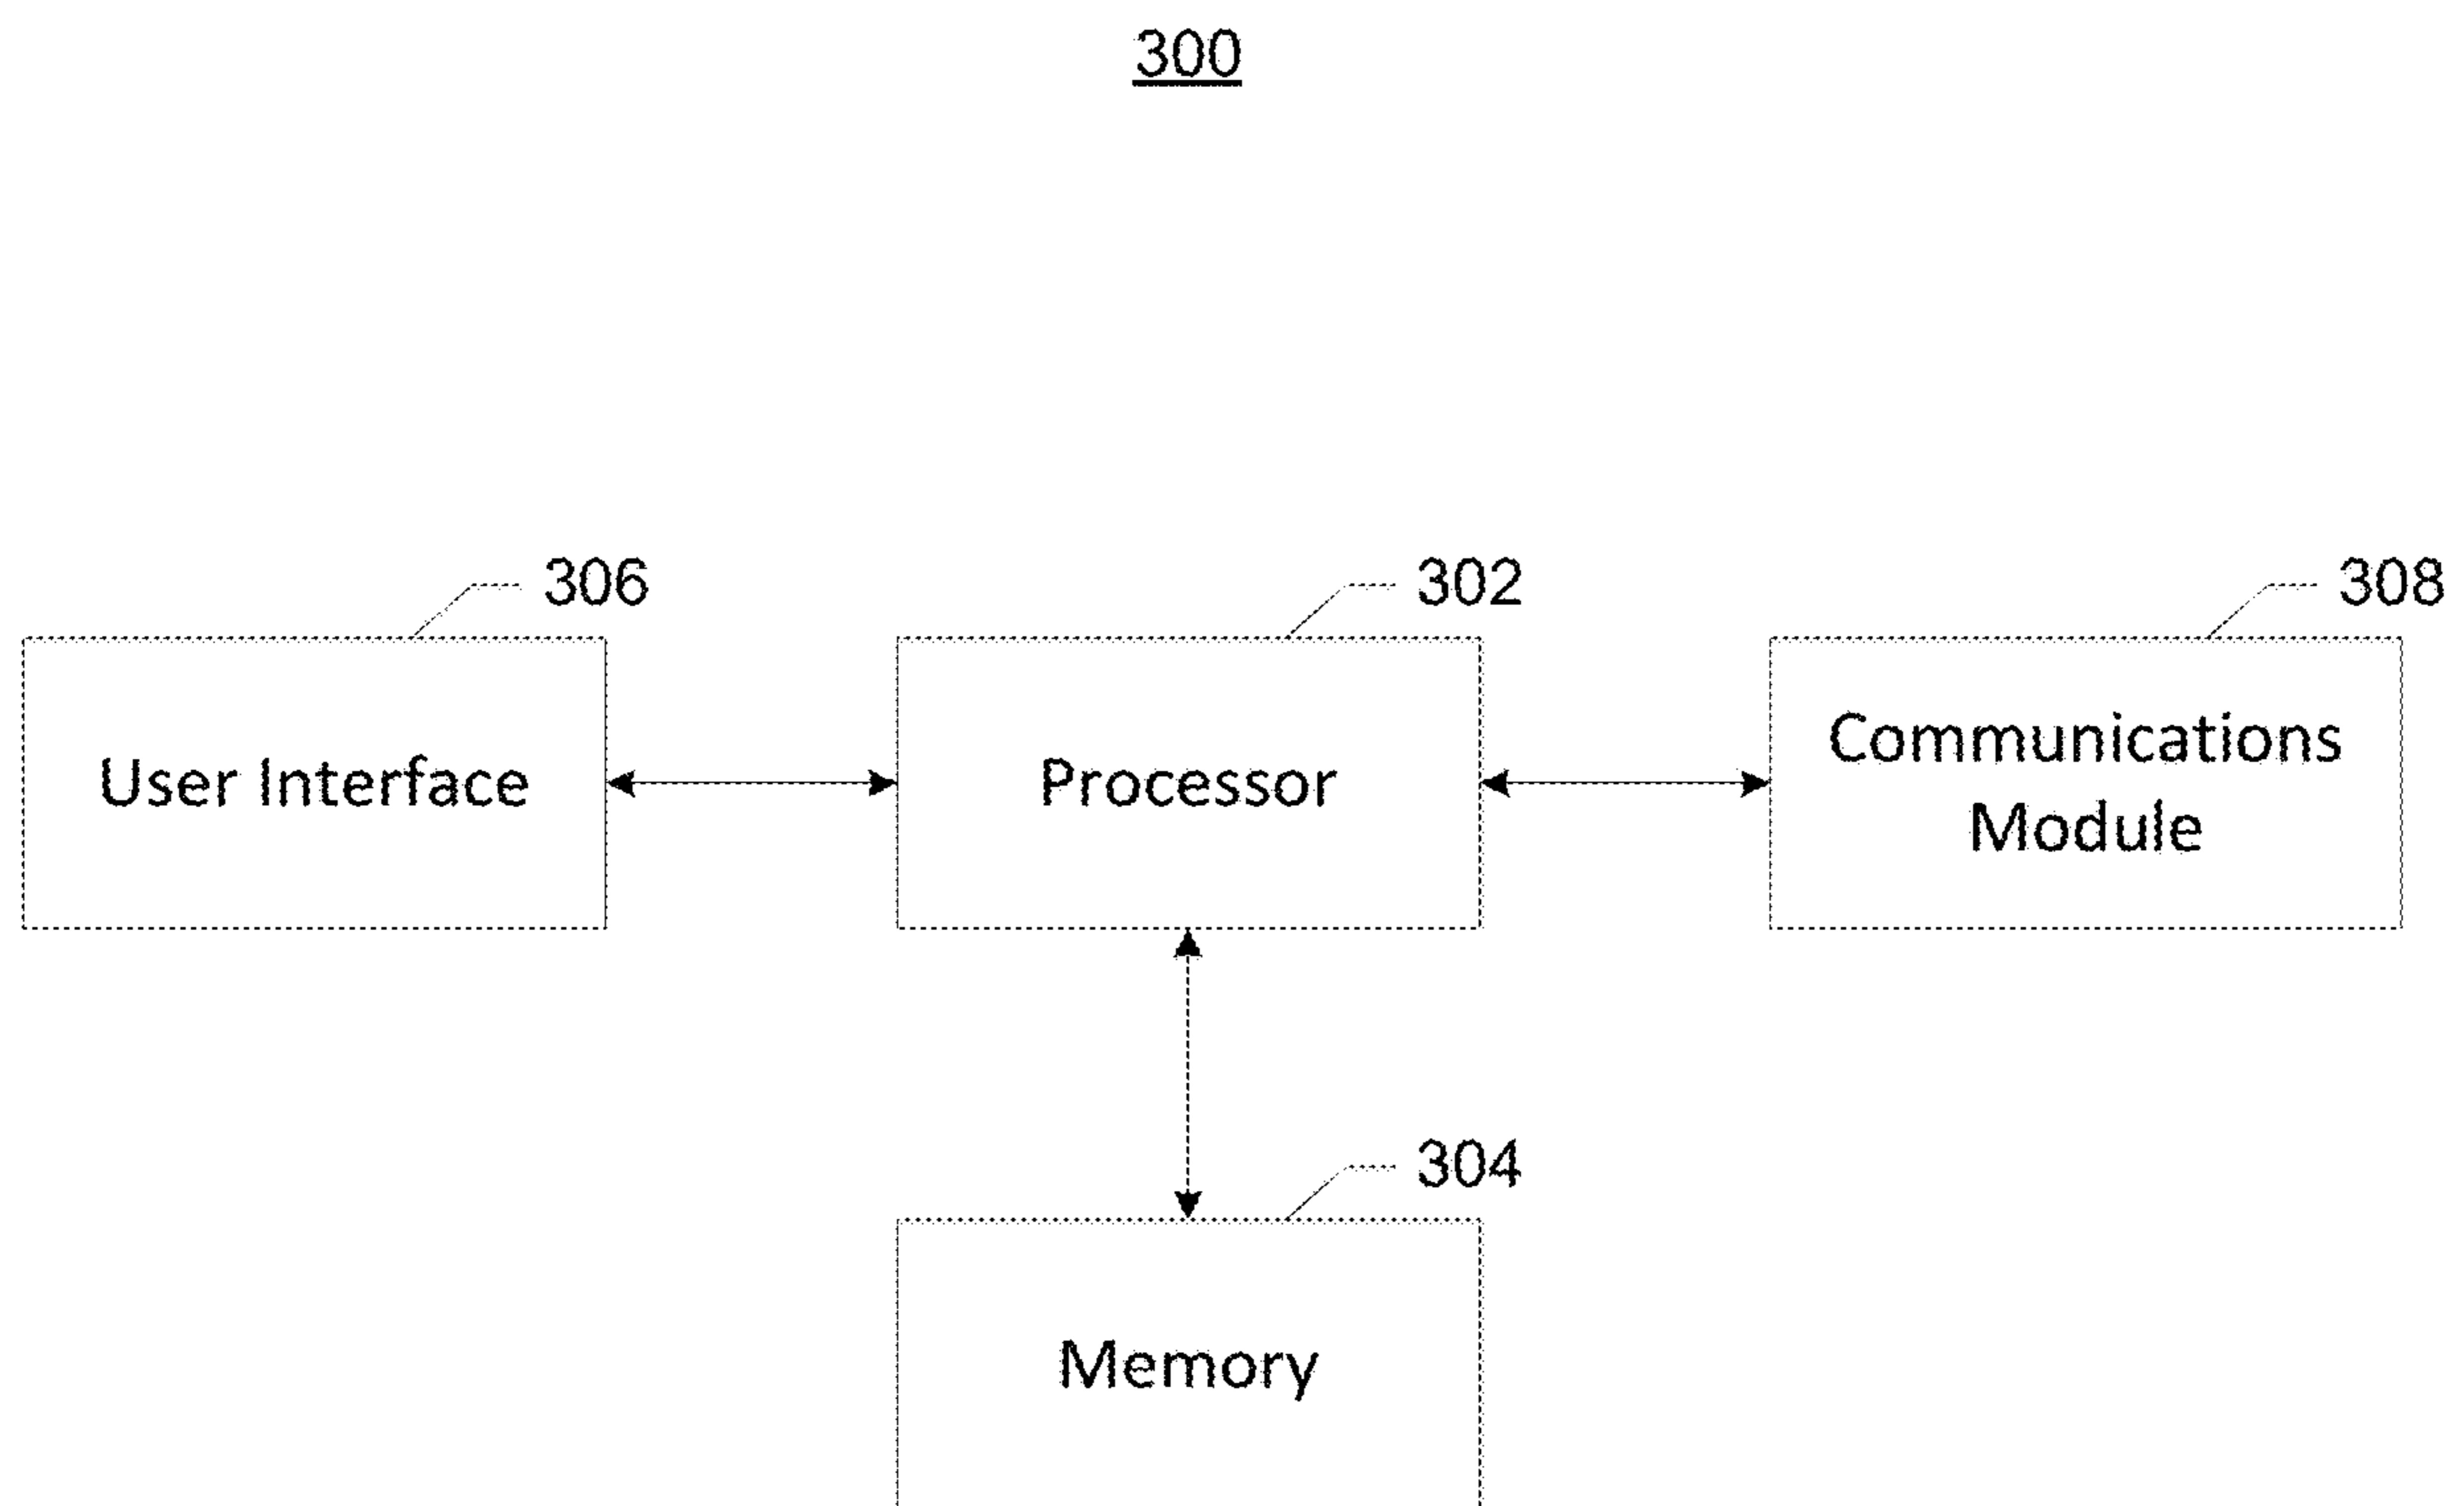 300
306
302
308
User Interface
Processor
Communications
Module
304
Memory